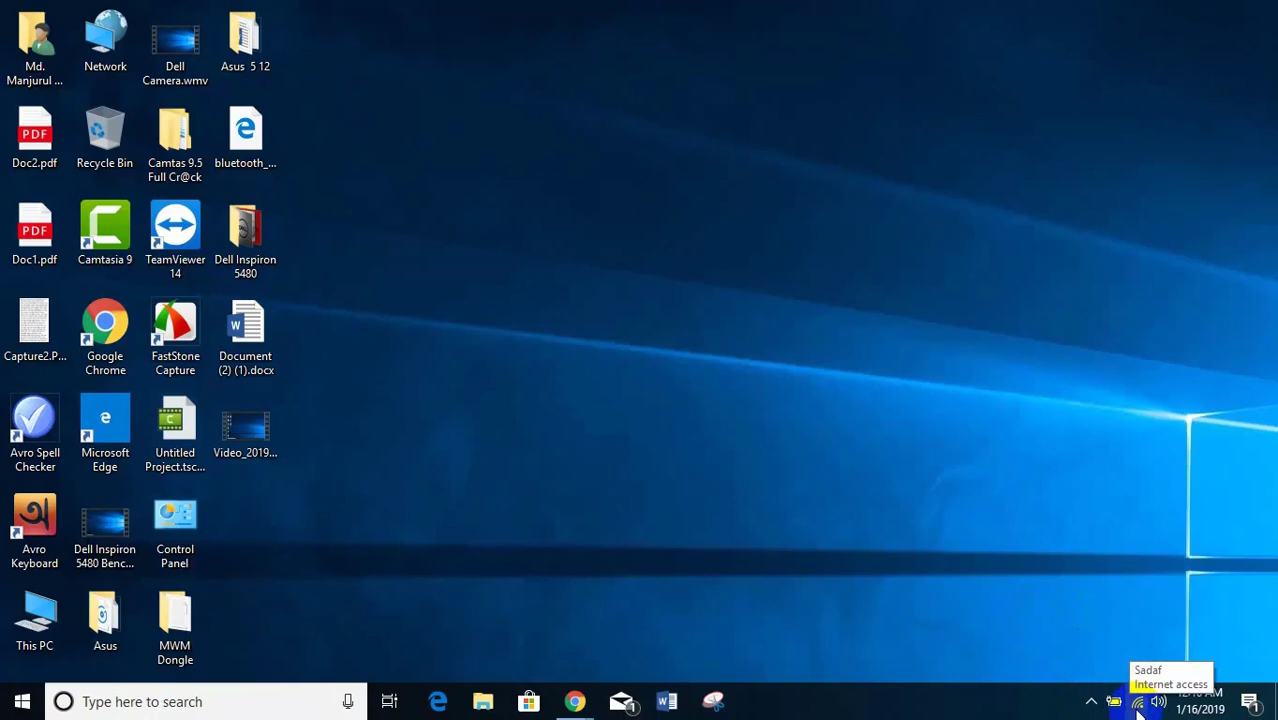 Md.
Manjurul ...
Network
Dell
Camera.wmv
Asus 5 12
PDF
Doc2.pdf
Recycle Bin
Camtas 9.5
Full Cr@ck
bluetooth_...
PDF
Doc1.pdf
Camtasia 9
TeamViewer
14
Dell Inspiron
5480
Capture2.P...
Google
Chrome
FastStone
Capture
Document
(2) (1).docx
Avro Spell
Checker
Microsoft
Edge
Untitled
Project.tsc...
Video_2019...
অ
Avro
Keyboard
Dell Inspiron
5480 Benc...
Control
Panel
This PC
Asus
MWM
Dongle
Sadaf
Internet access
Type here to search
1
1/16/2019
1